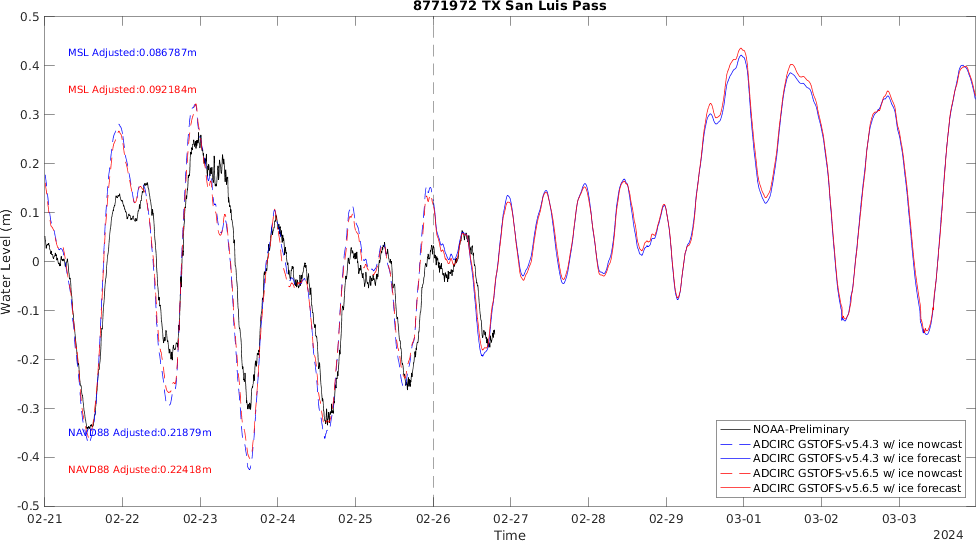 8771972 TX San Luis Pass
0.5
0.4
0.3
0.2
0.1
0
-0.1
-0.2
-0.3
-0.4
-0.5
Water Level (m)
MSL Adjusted:0.086787m
MSL Adjusted:0.092184m
NAVD88 Adjusted:0.21879m
NAVD88 Adjusted:0.22418m
NOAA-Preliminary
ADCIRC GSTOFS-v5.4.3 w/ ice nowcast
ADCIRC GSTOFS-v5.4.3 w/ ice forecast
ADCIRC GSTOFS-v5.6.5 w/ ice nowcast
ADCIRC GSTOFS-v5.6.5 w/ ice forecast
02-21 02-22 02-23 02-24 02-25 02-26 02-27 02-28 02-29 03-01 03-02 03-03
Time
2024